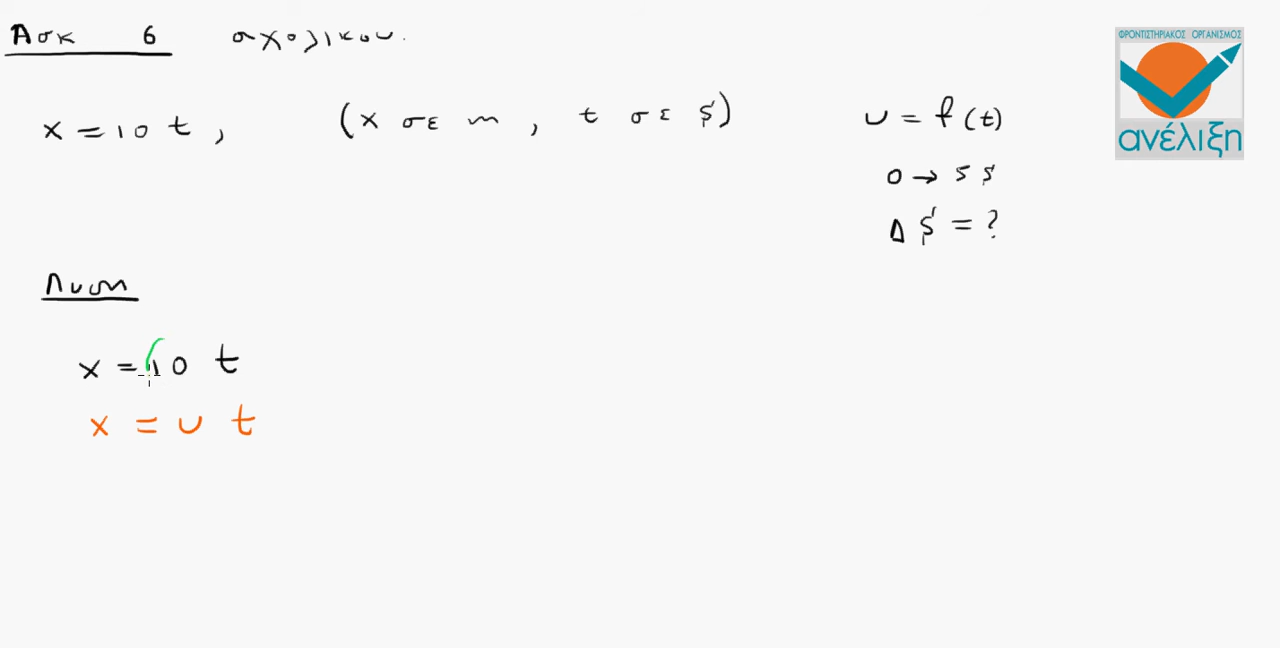 Ασκ 6 σχολικου.
ΦΡΟΝΤΙΣΤΗΡΙΑΚΟΣ ΟΡΓΑΝΙΣΜΟΣ
ανέλιξη
x = 10 t, (x σε m, t σε s)
υ = f(t)
0 → 5 s
Δs = ?
Λυση
x = 10 t
x = υ t